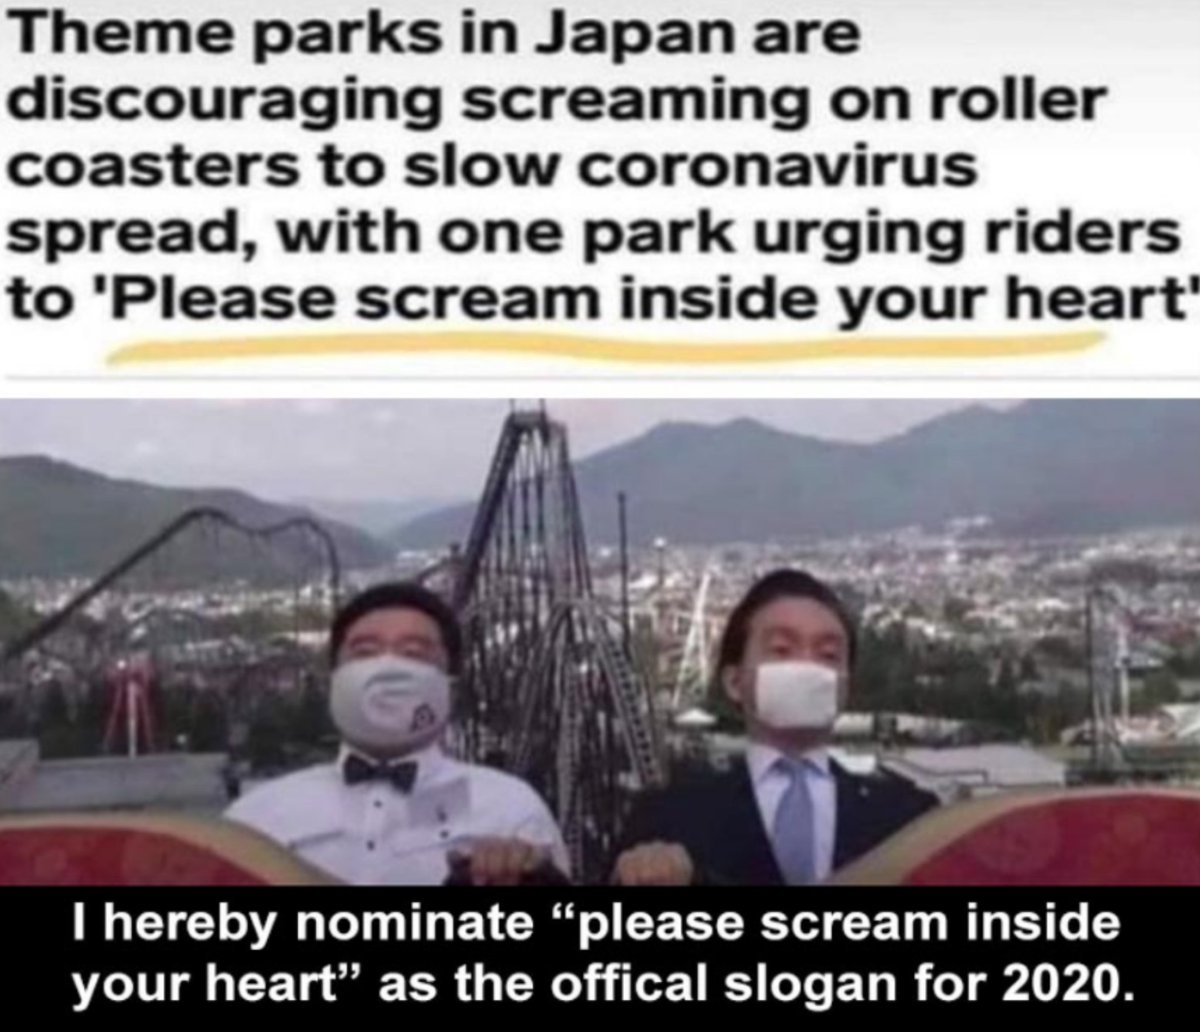 Theme parks in Japan are
discouraging screaming on roller
coasters to slow coronavirus
spread, with one park urging riders
to 'Please scream inside your heart'
I hereby nominate “please scream inside
your heart” as the offical slogan for 2020.